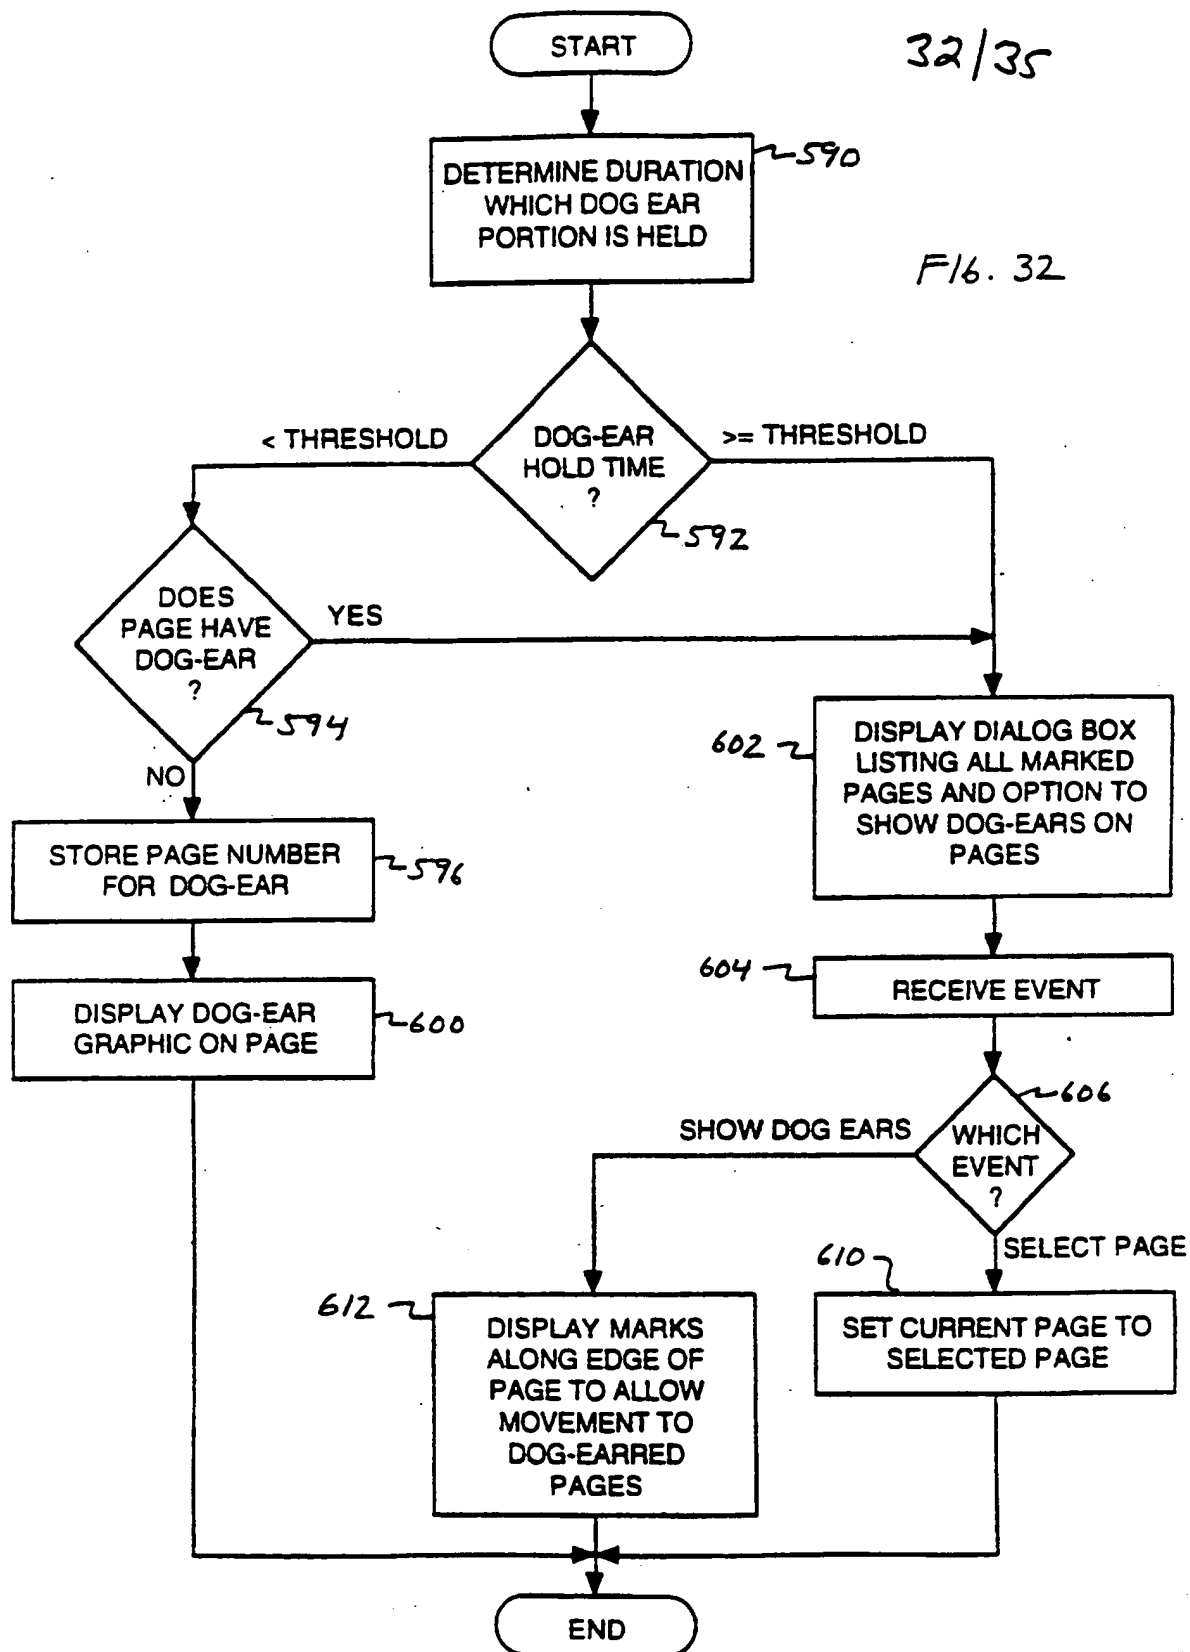 START
32/35
DETERMINE DURATION
WHICH DOG EAR
PORTION IS HELD
590
FIG. 32
DOG-EAR
HOLD TIME
?
< THRESHOLD
>= THRESHOLD
592
DOES
PAGE HAVE
DOG-EAR
?
YES
594
NO
STORE PAGE NUMBER
FOR DOG-EAR
596
DISPLAY DOG-EAR
GRAPHIC ON PAGE
600
602
DISPLAY DIALOG BOX
LISTING ALL MARKED
PAGES AND OPTION TO
SHOW DOG-EARS ON
PAGES
604
RECEIVE EVENT
606
SHOW DOG EARS
WHICH
EVENT
?
SELECT PAGE
610
SET CURRENT PAGE TO
SELECTED PAGE
612
DISPLAY MARKS
ALONG EDGE OF
PAGE TO ALLOW
MOVEMENT TO
DOG-EARRED
PAGES
END